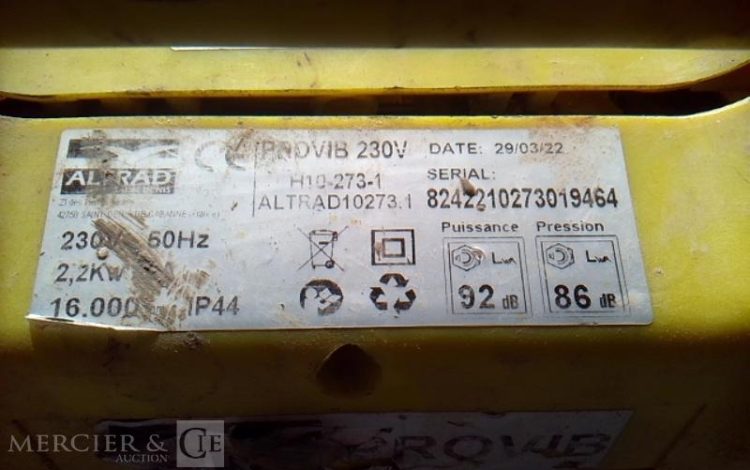 ALTRAD
PROVIB 230V
H10-273-1
ALTRAD10273.1
DATE: 29/03/22
SERIAL:
8242210273019464
230V 60Hz
2,2Kw
16.000 IP44
Puissance Pression
LWA LWA
92 dB 86 dB
PROVIB
MERCIER & CIE
AUCTION